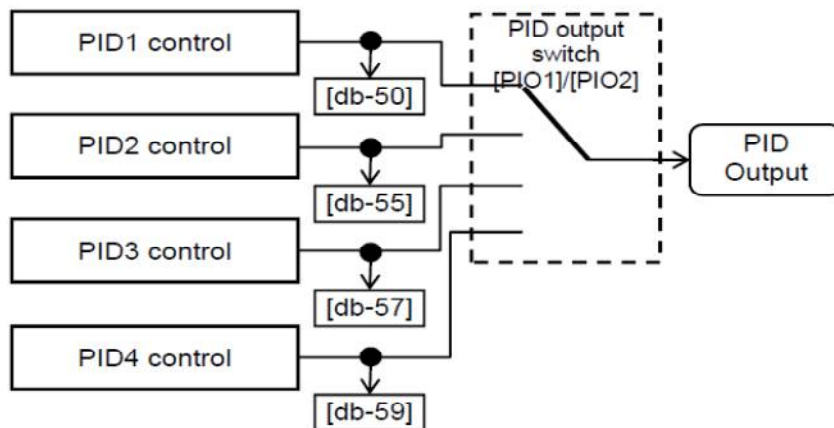 PID1 control
[db-50]
PID2 control
[db-55]
PID3 control
[db-57]
PID4 control
[db-59]
PID output
switch
[PIO1]/[PIO2]
PID
Output